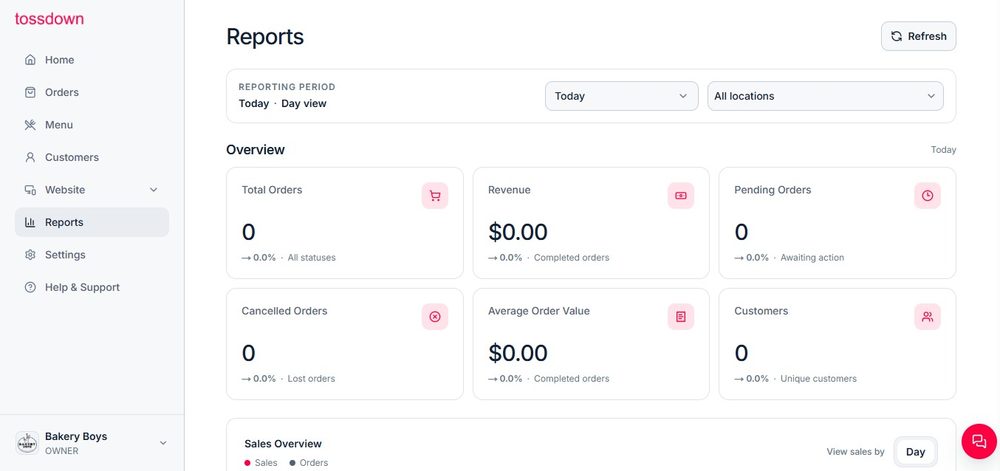 tossdown
Home
Orders
Menu
Customers
Website
Reports
Settings
Help & Support
Bakery Boys
OWNER
Reports
Refresh
REPORTING PERIOD
Today · Day view
Today
All locations
Overview
Today
Total Orders
0
→ 0.0% · All statuses
Revenue
$0.00
→ 0.0% · Completed orders
Pending Orders
0
→ 0.0% · Awaiting action
Cancelled Orders
0
→ 0.0% · Lost orders
Average Order Value
$0.00
→ 0.0% · Completed orders
Customers
0
→ 0.0% · Unique customers
Sales Overview
Sales
Orders
View sales by
Day